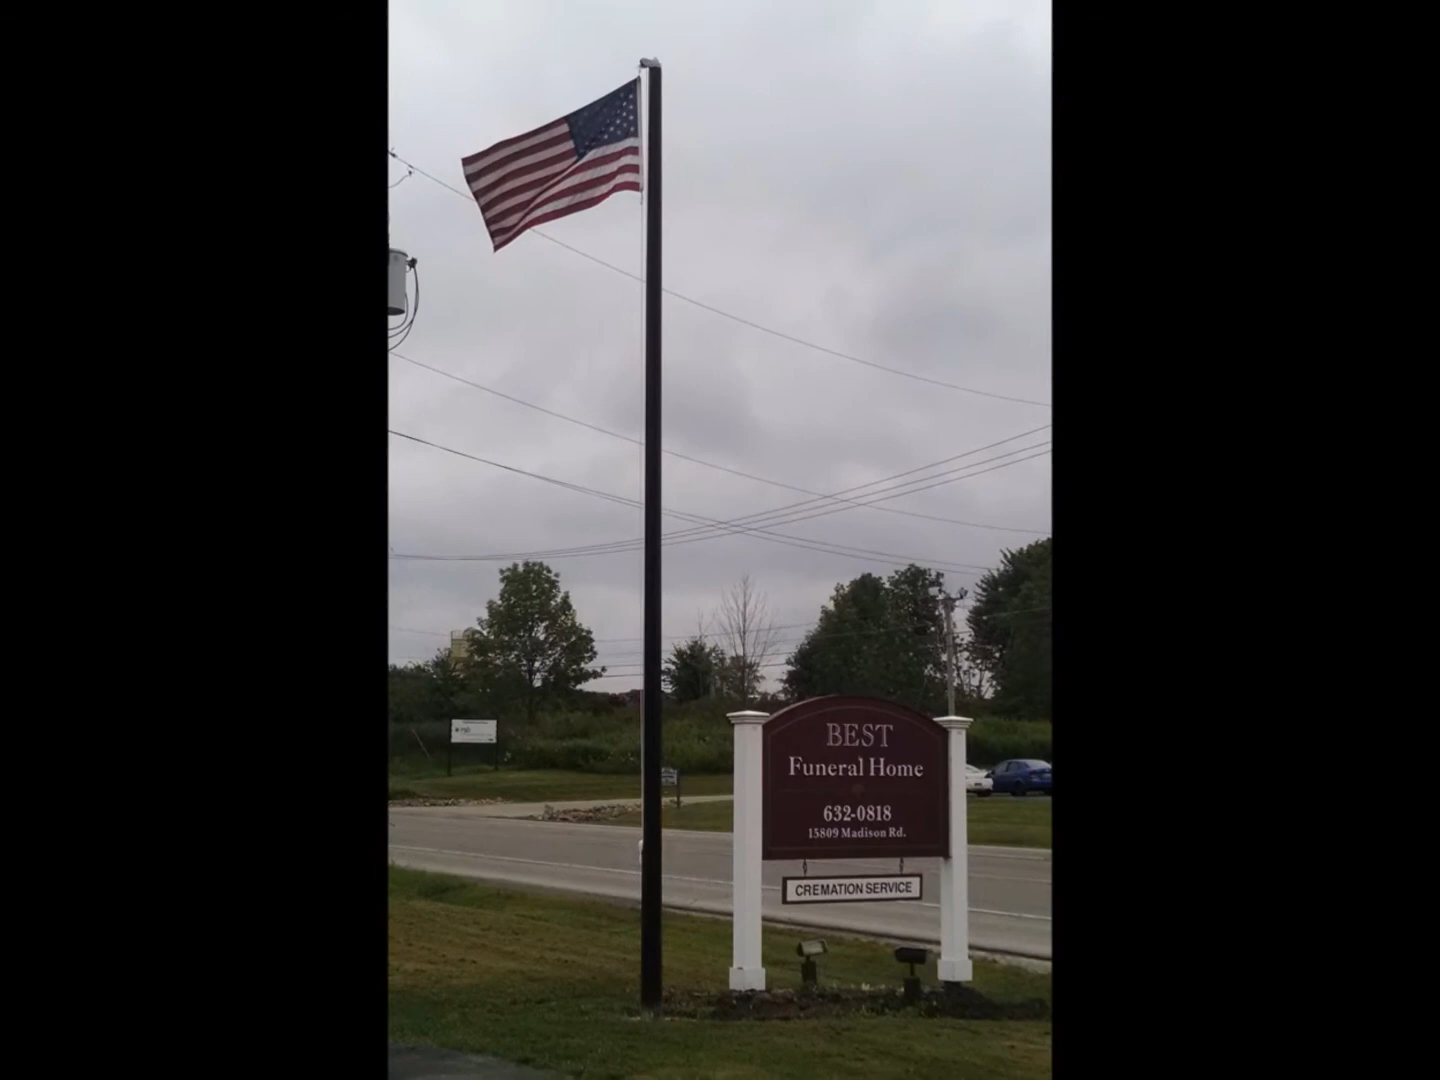 BEST
Funeral Home
632-0818
15809 Madison Rd.
CREMATION SERVICE